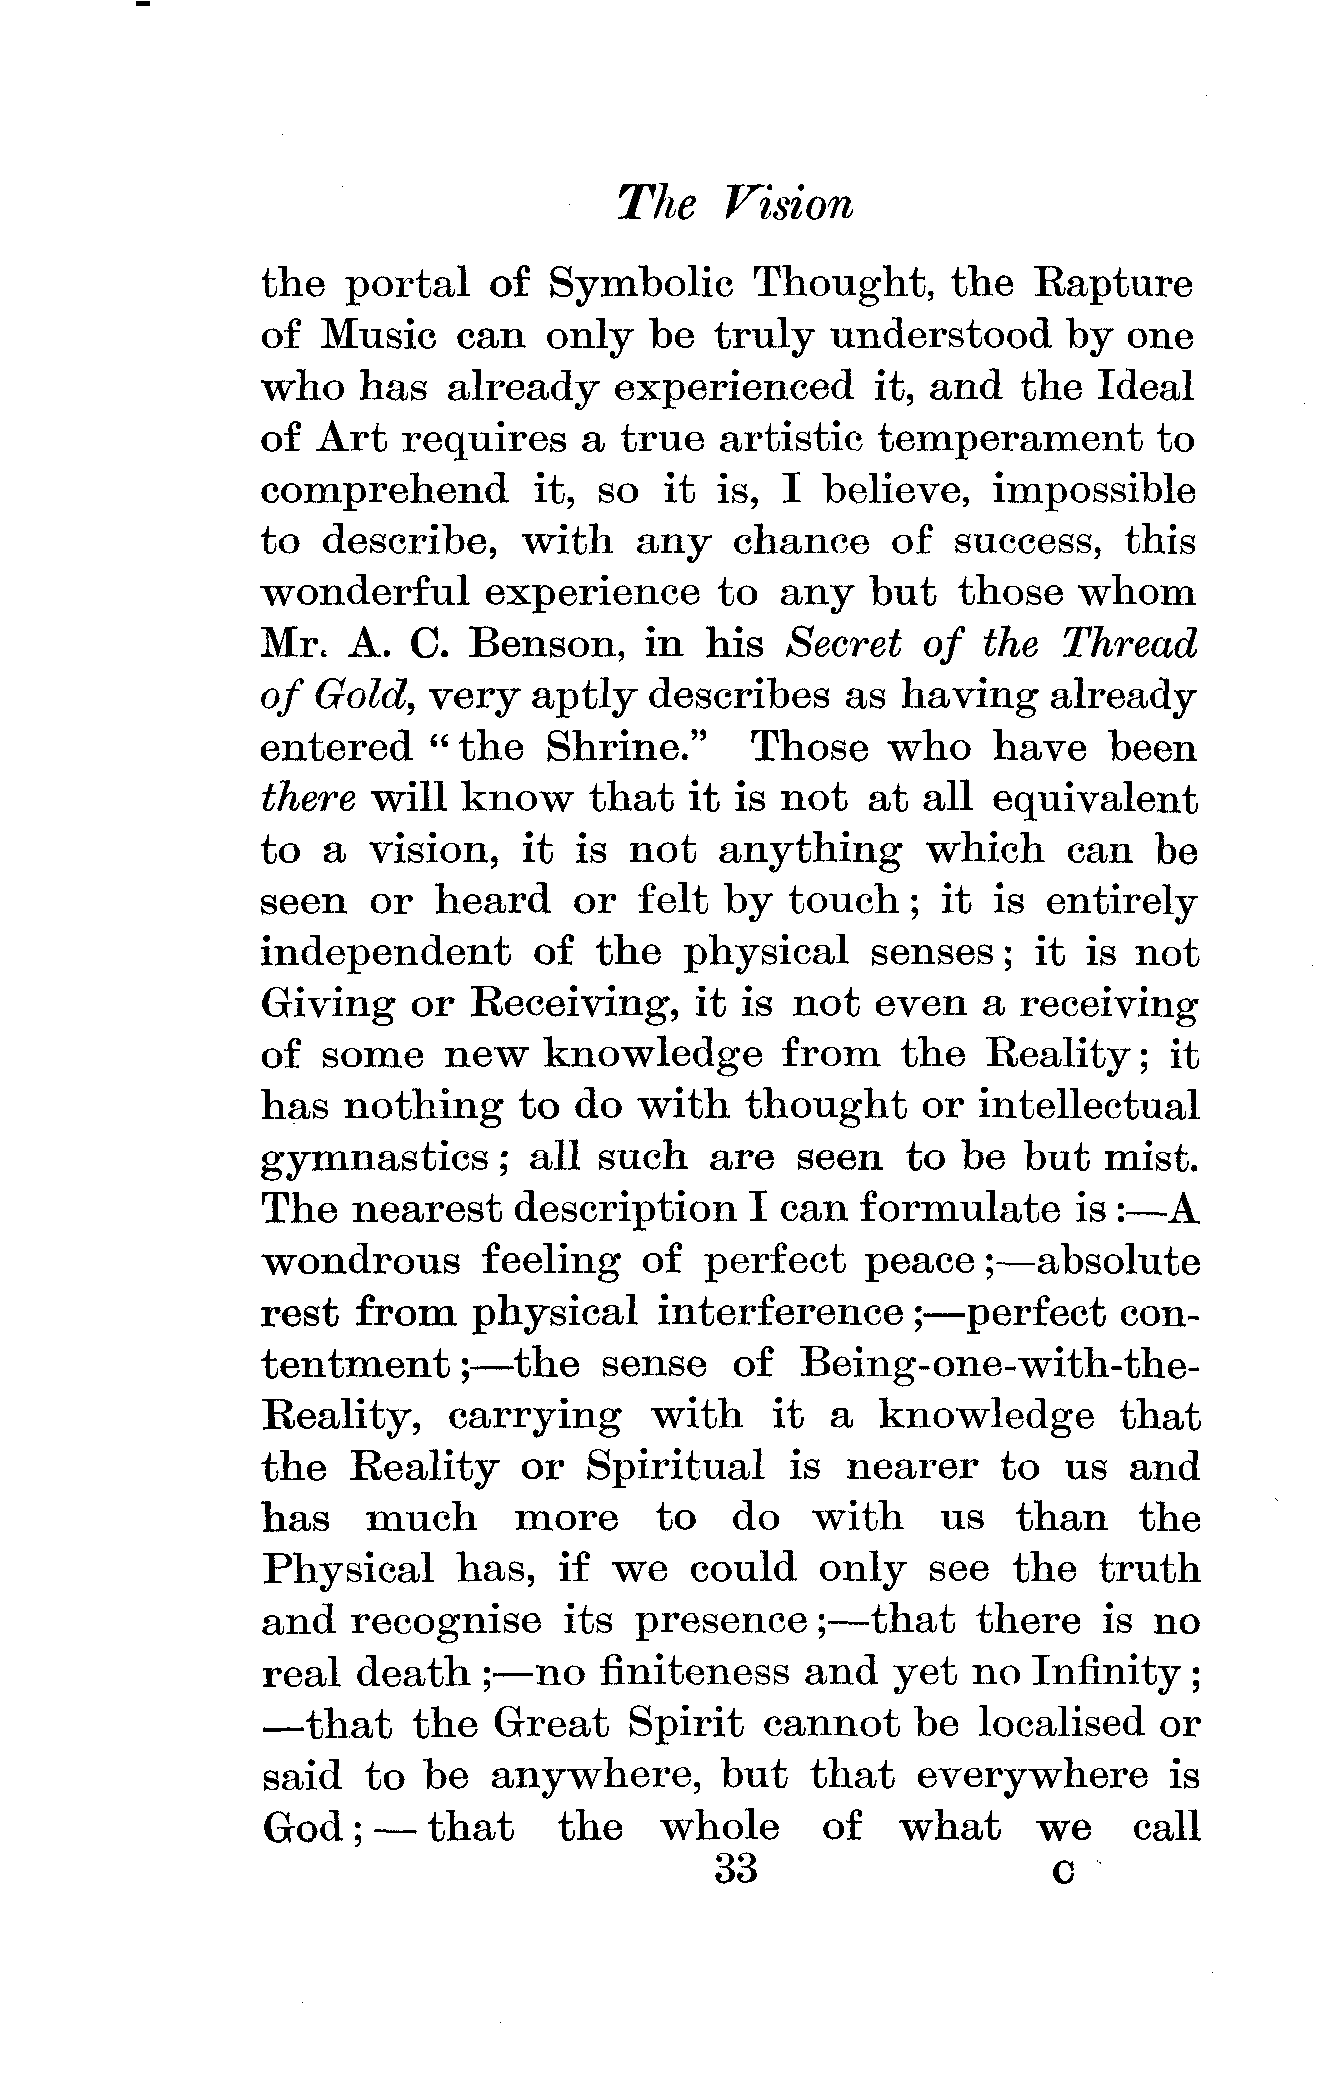 The Vision
the portal of Symbolic Thought, the Rapture
of Music can only be truly understood by one
who has already experienced it, and the Ideal
of Art requires a true artistic temperament to
comprehend it, so it is, I believe, impossible
to describe, with any chance of success, this
wonderful experience to any but those whom
Mr. A. C. Benson, in his Secret of the Thread
of Gold, very aptly describes as having already
entered “the Shrine.” Those who have been
there will know that it is not at all equivalent
to a vision, it is not anything which can be
seen or heard or felt by touch; it is entirely
independent of the physical senses; it is not
Giving or Receiving, it is not even a receiving
of some new knowledge from the Reality; it
has nothing to do with thought or intellectual
gymnastics; all such are seen to be but mist.
The nearest description I can formulate is:—A
wondrous feeling of perfect peace;—absolute
rest from physical interference;—perfect con-
tentment;—the sense of Being-one-with-the-
Reality, carrying with it a knowledge that
the Reality or Spiritual is nearer to us and
has much more to do with us than the
Physical has, if we could only see the truth
and recognise its presence;—that there is no
real death;—no finiteness and yet no Infinity;
—that the Great Spirit cannot be localised or
said to be anywhere, but that everywhere is
God;—that the whole of what we call
33 C